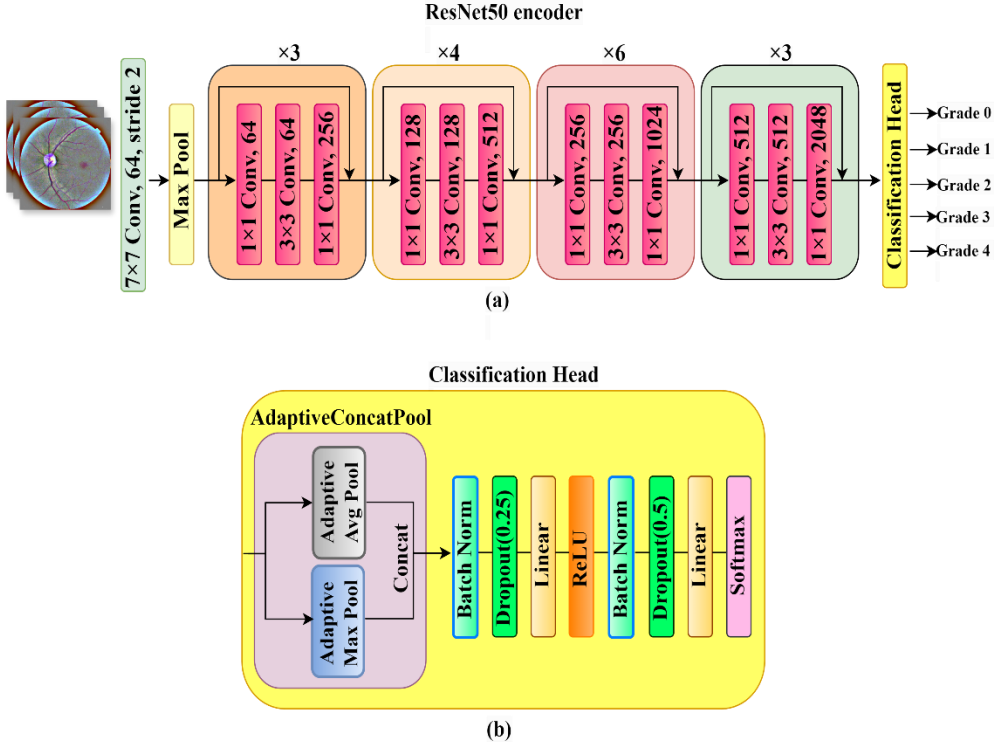 ResNet50 encoder
×3
×4
×6
×3
7×7 Conv, 64, stride 2
Max Pool
1×1 Conv, 64
3×3 Conv, 64
1×1 Conv, 256
1×1 Conv, 128
3×3 Conv, 128
1×1 Conv, 512
1×1 Conv, 256
3×3 Conv, 256
1×1 Conv, 1024
1×1 Conv, 512
3×3 Conv, 512
1×1 Conv, 2048
Classification Head
Grade 0
Grade 1
Grade 2
Grade 3
Grade 4
(a)
Classification Head
AdaptiveConcatPool
Adaptive
Avg Pool
Adaptive
Max Pool
Concat
Batch Norm
Dropout(0.25)
Linear
ReLU
Batch Norm
Dropout(0.5)
Linear
Softmax
(b)